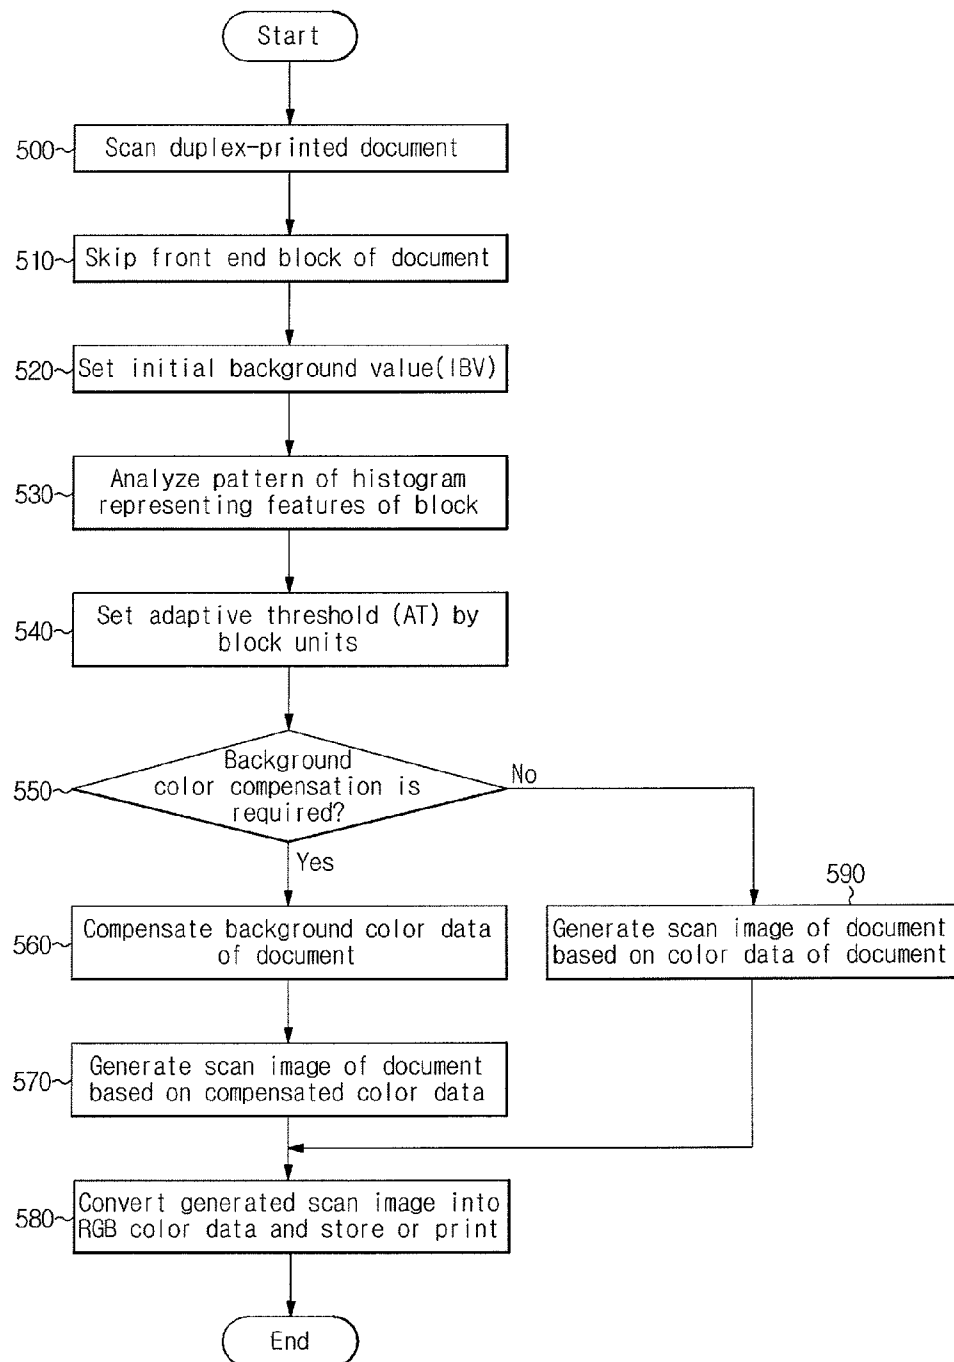 Start
500
Scan duplex-printed document
510
Skip front end block of document
520
Set initial background value(IBV)
530
Analyze pattern of histogram
representing features of block
540
Set adaptive threshold (AT) by
block units
550
Background
color compensation is
required?
No
Yes
560
Compensate background color data
of document
590
Generate scan image of document
based on color data of document
570
Generate scan image of document
based on compensated color data
580
Convert generated scan image into
RGB color data and store or print
End